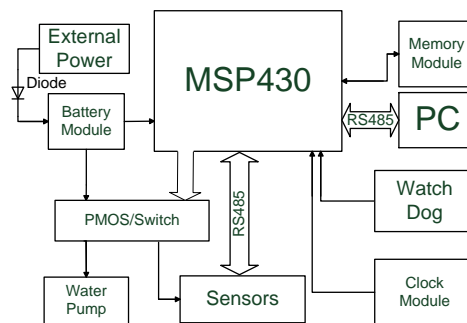 External
Power
Diode
Battery
Module
MSP430
Memory
Module
RS485
PC
PMOS/Switch
RS485
Watch
Dog
Water
Pump
Sensors
Clock
Module